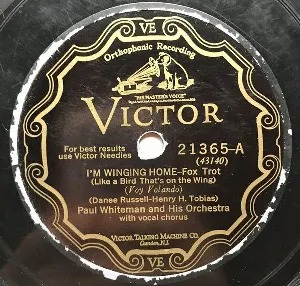 VE
Orthophonic Recording
"HIS MASTER'S VOICE"
VICTOR
For best results
use Victor Needles
21365-A
(43140)
I'M WINGING HOME-Fox Trot
(Like a Bird That's on the Wing)
(Voy Volando)
(Danee Russell-Henry H. Tobias)
Paul Whiteman and His Orchestra
with vocal chorus
VICTOR TALKING MACHINE CO.
Camden, N.J.
VE